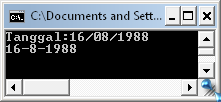 C:\Documents and Sett...
Tanggal:16/08/1988
16-8-1988